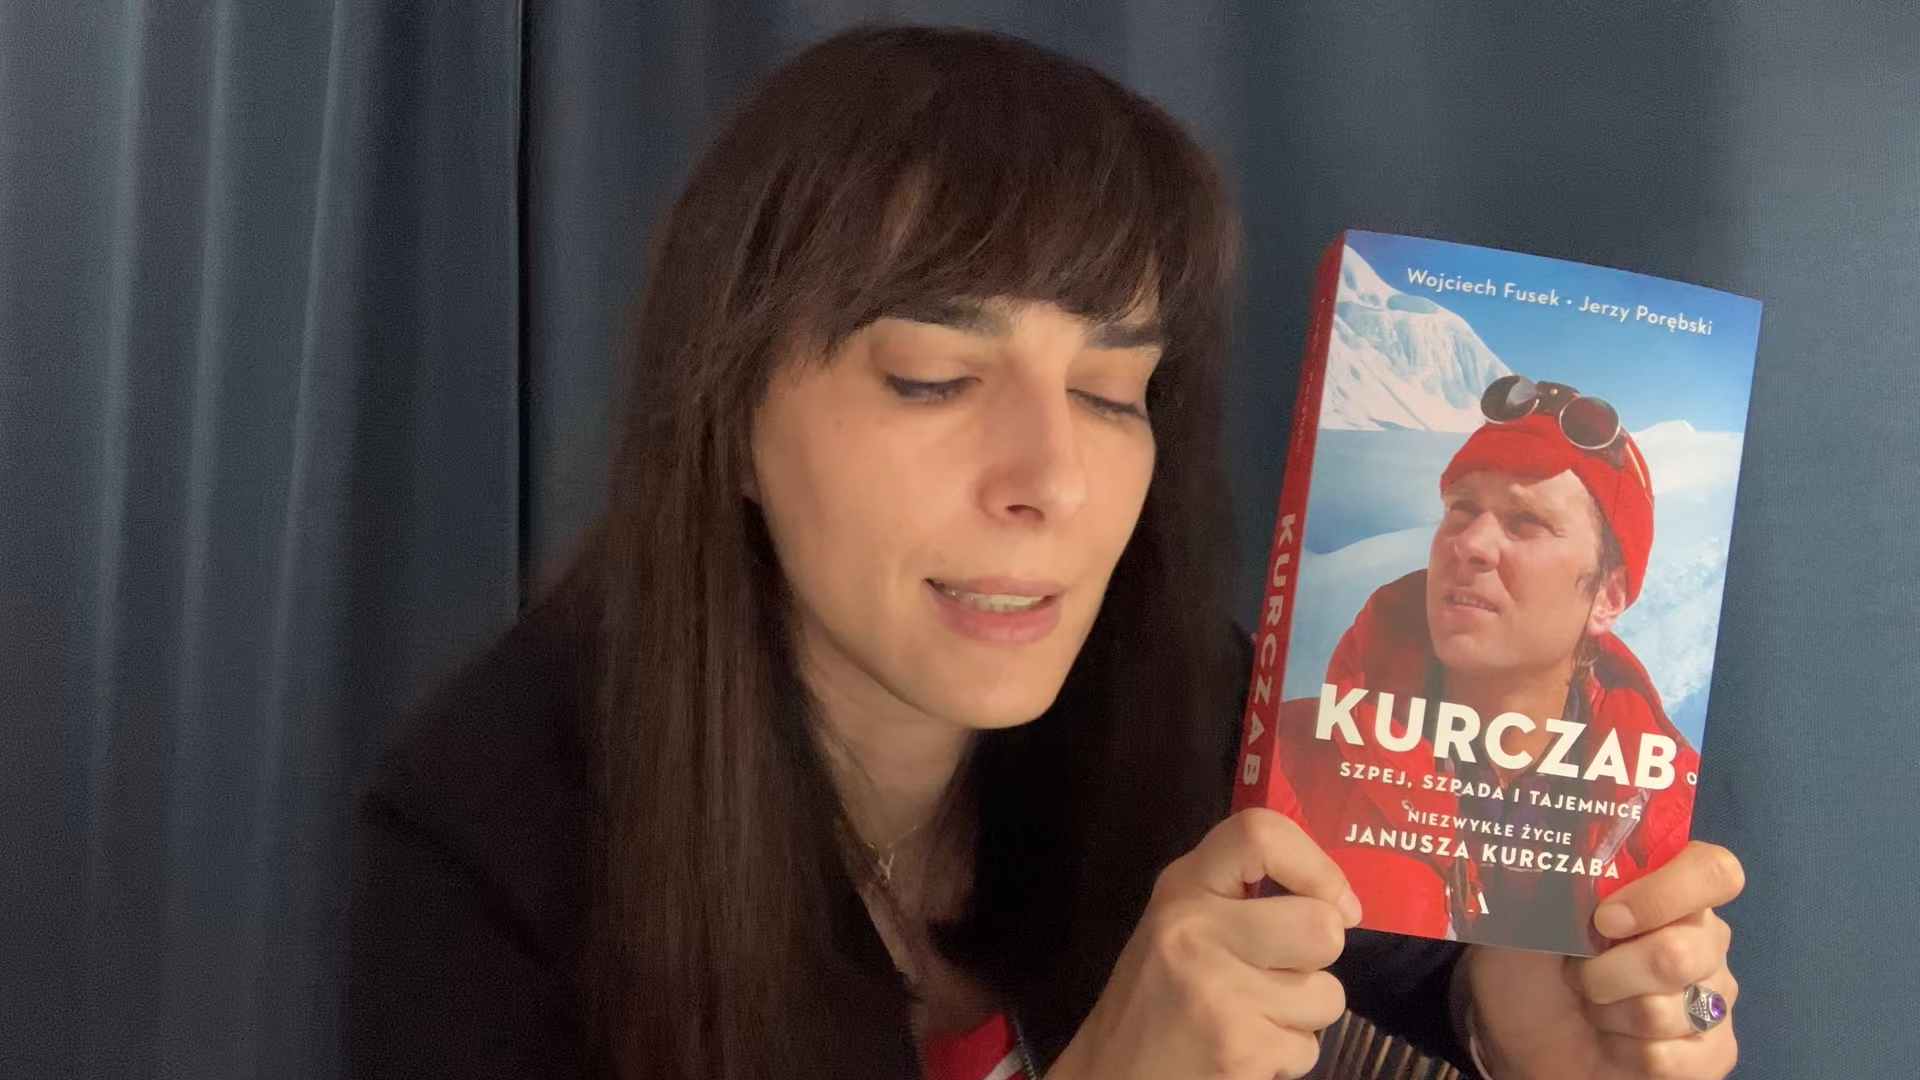 Wojciech Fusek • Jerzy Porębski
KURCZAB
SZPEJ, SZPADA I TAJEMNICE
NIEZWYKŁE ŻYCIE
JANUSZA KURCZABA
KURCZAB